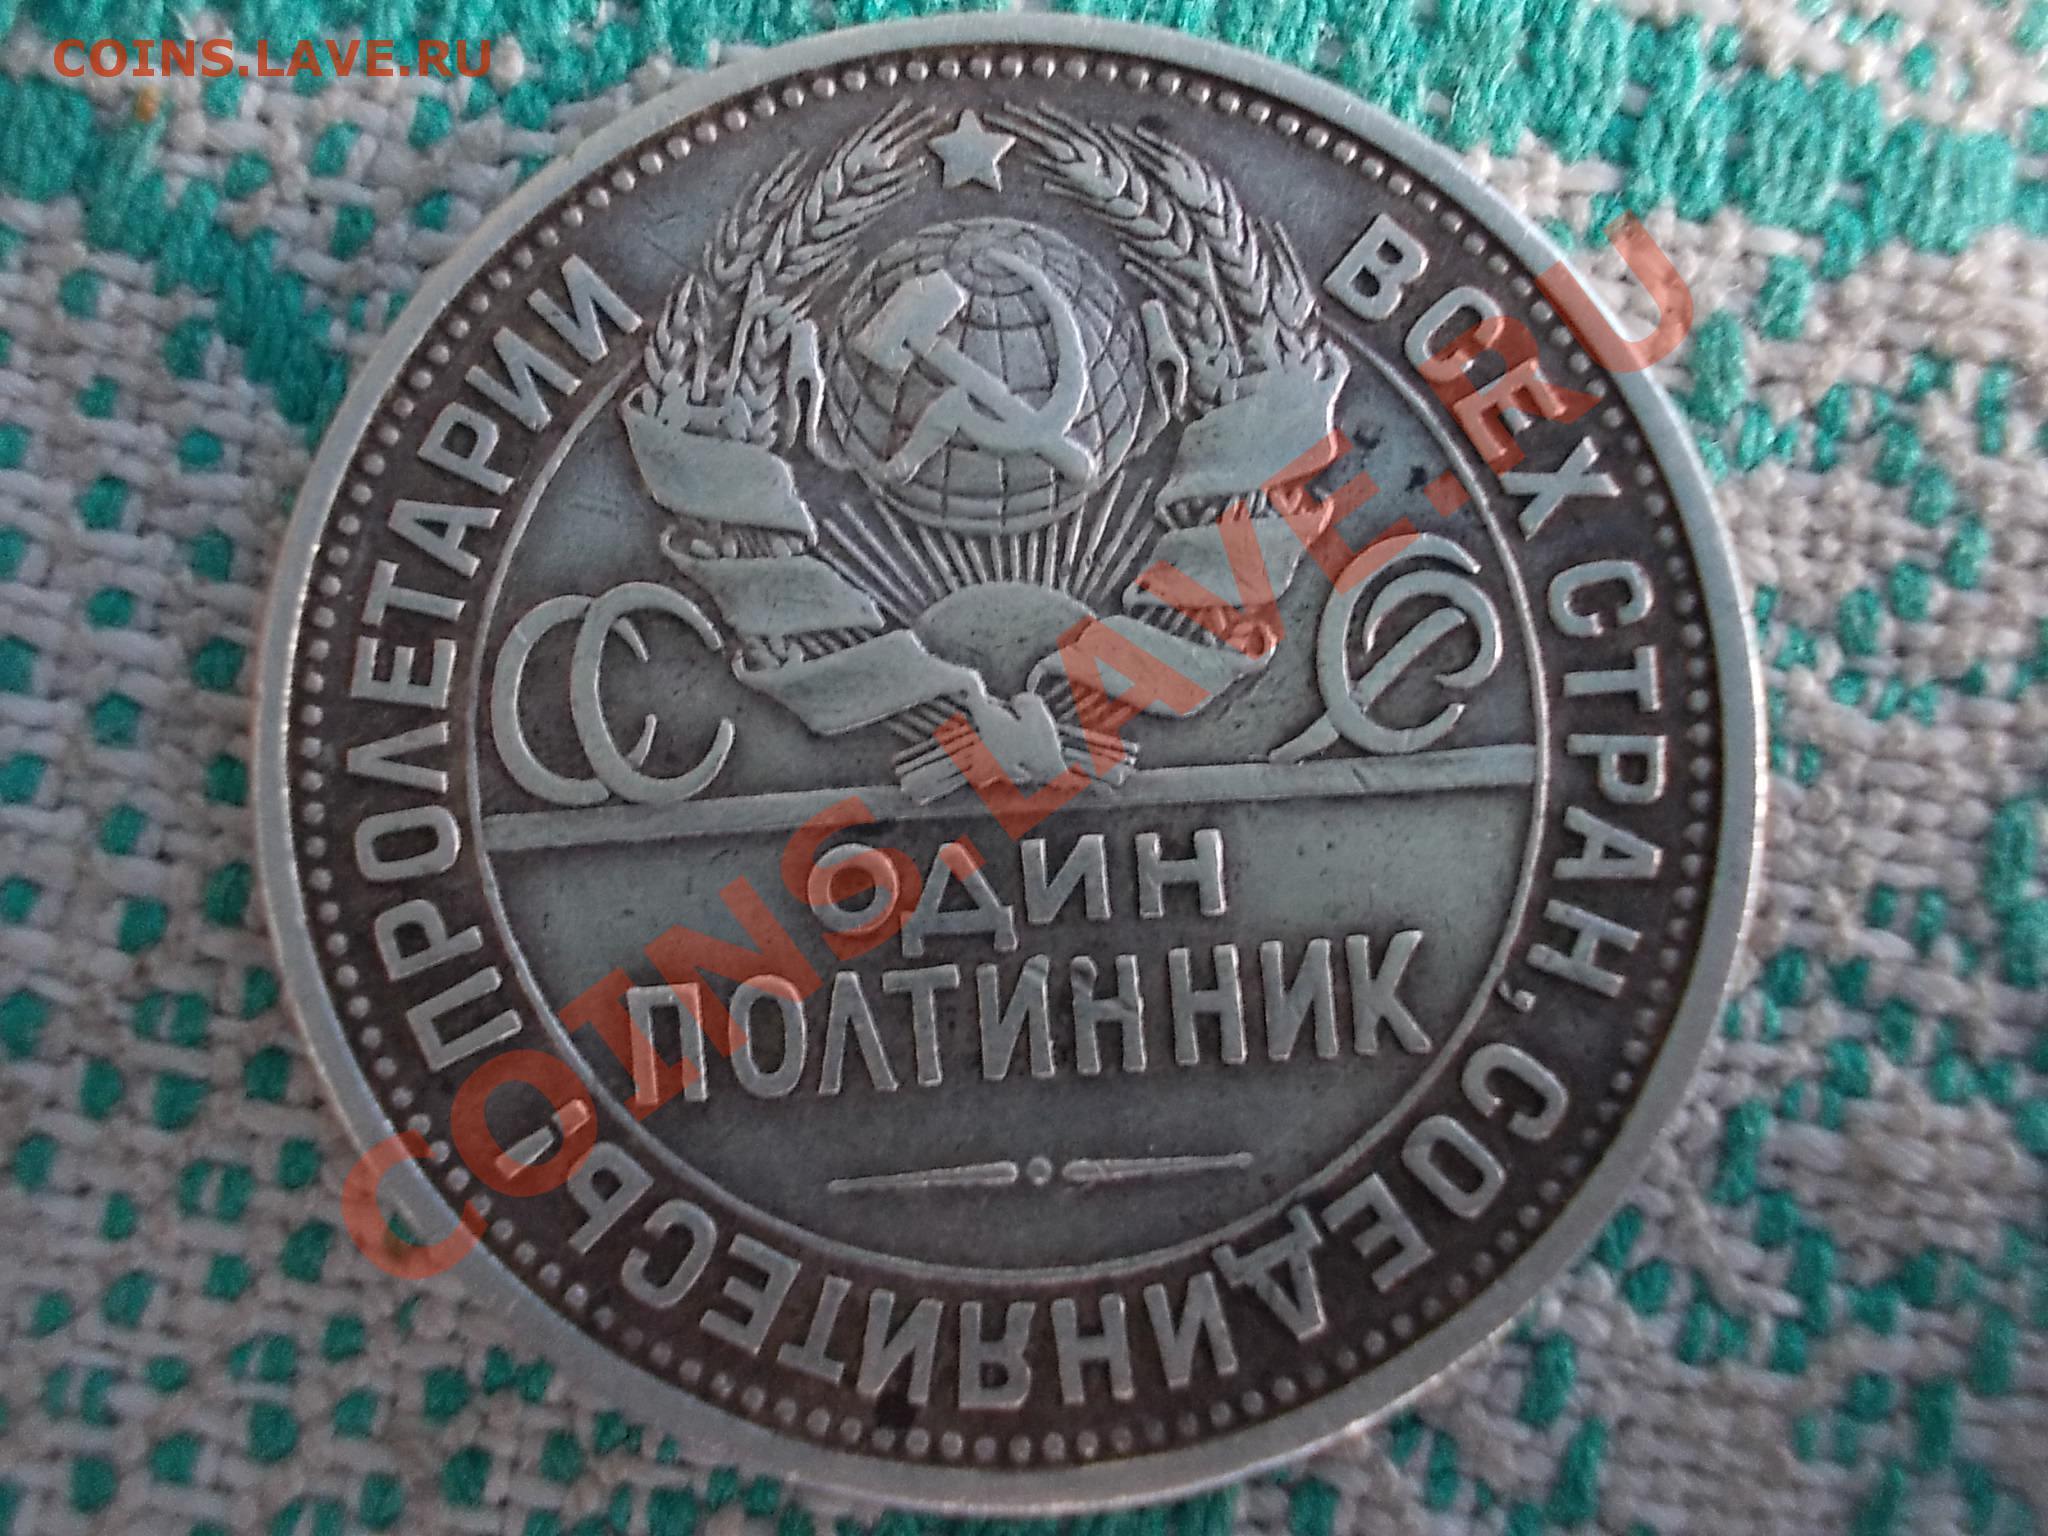 COINS.LAVE.RU
ПРОЛЕТАРИИ ВСЕХ СТРАН, СОЕДИНЯЙТЕСЬ!
СССР
ОДИН
ПОЛТИННИК
COINS.LAVE.RU